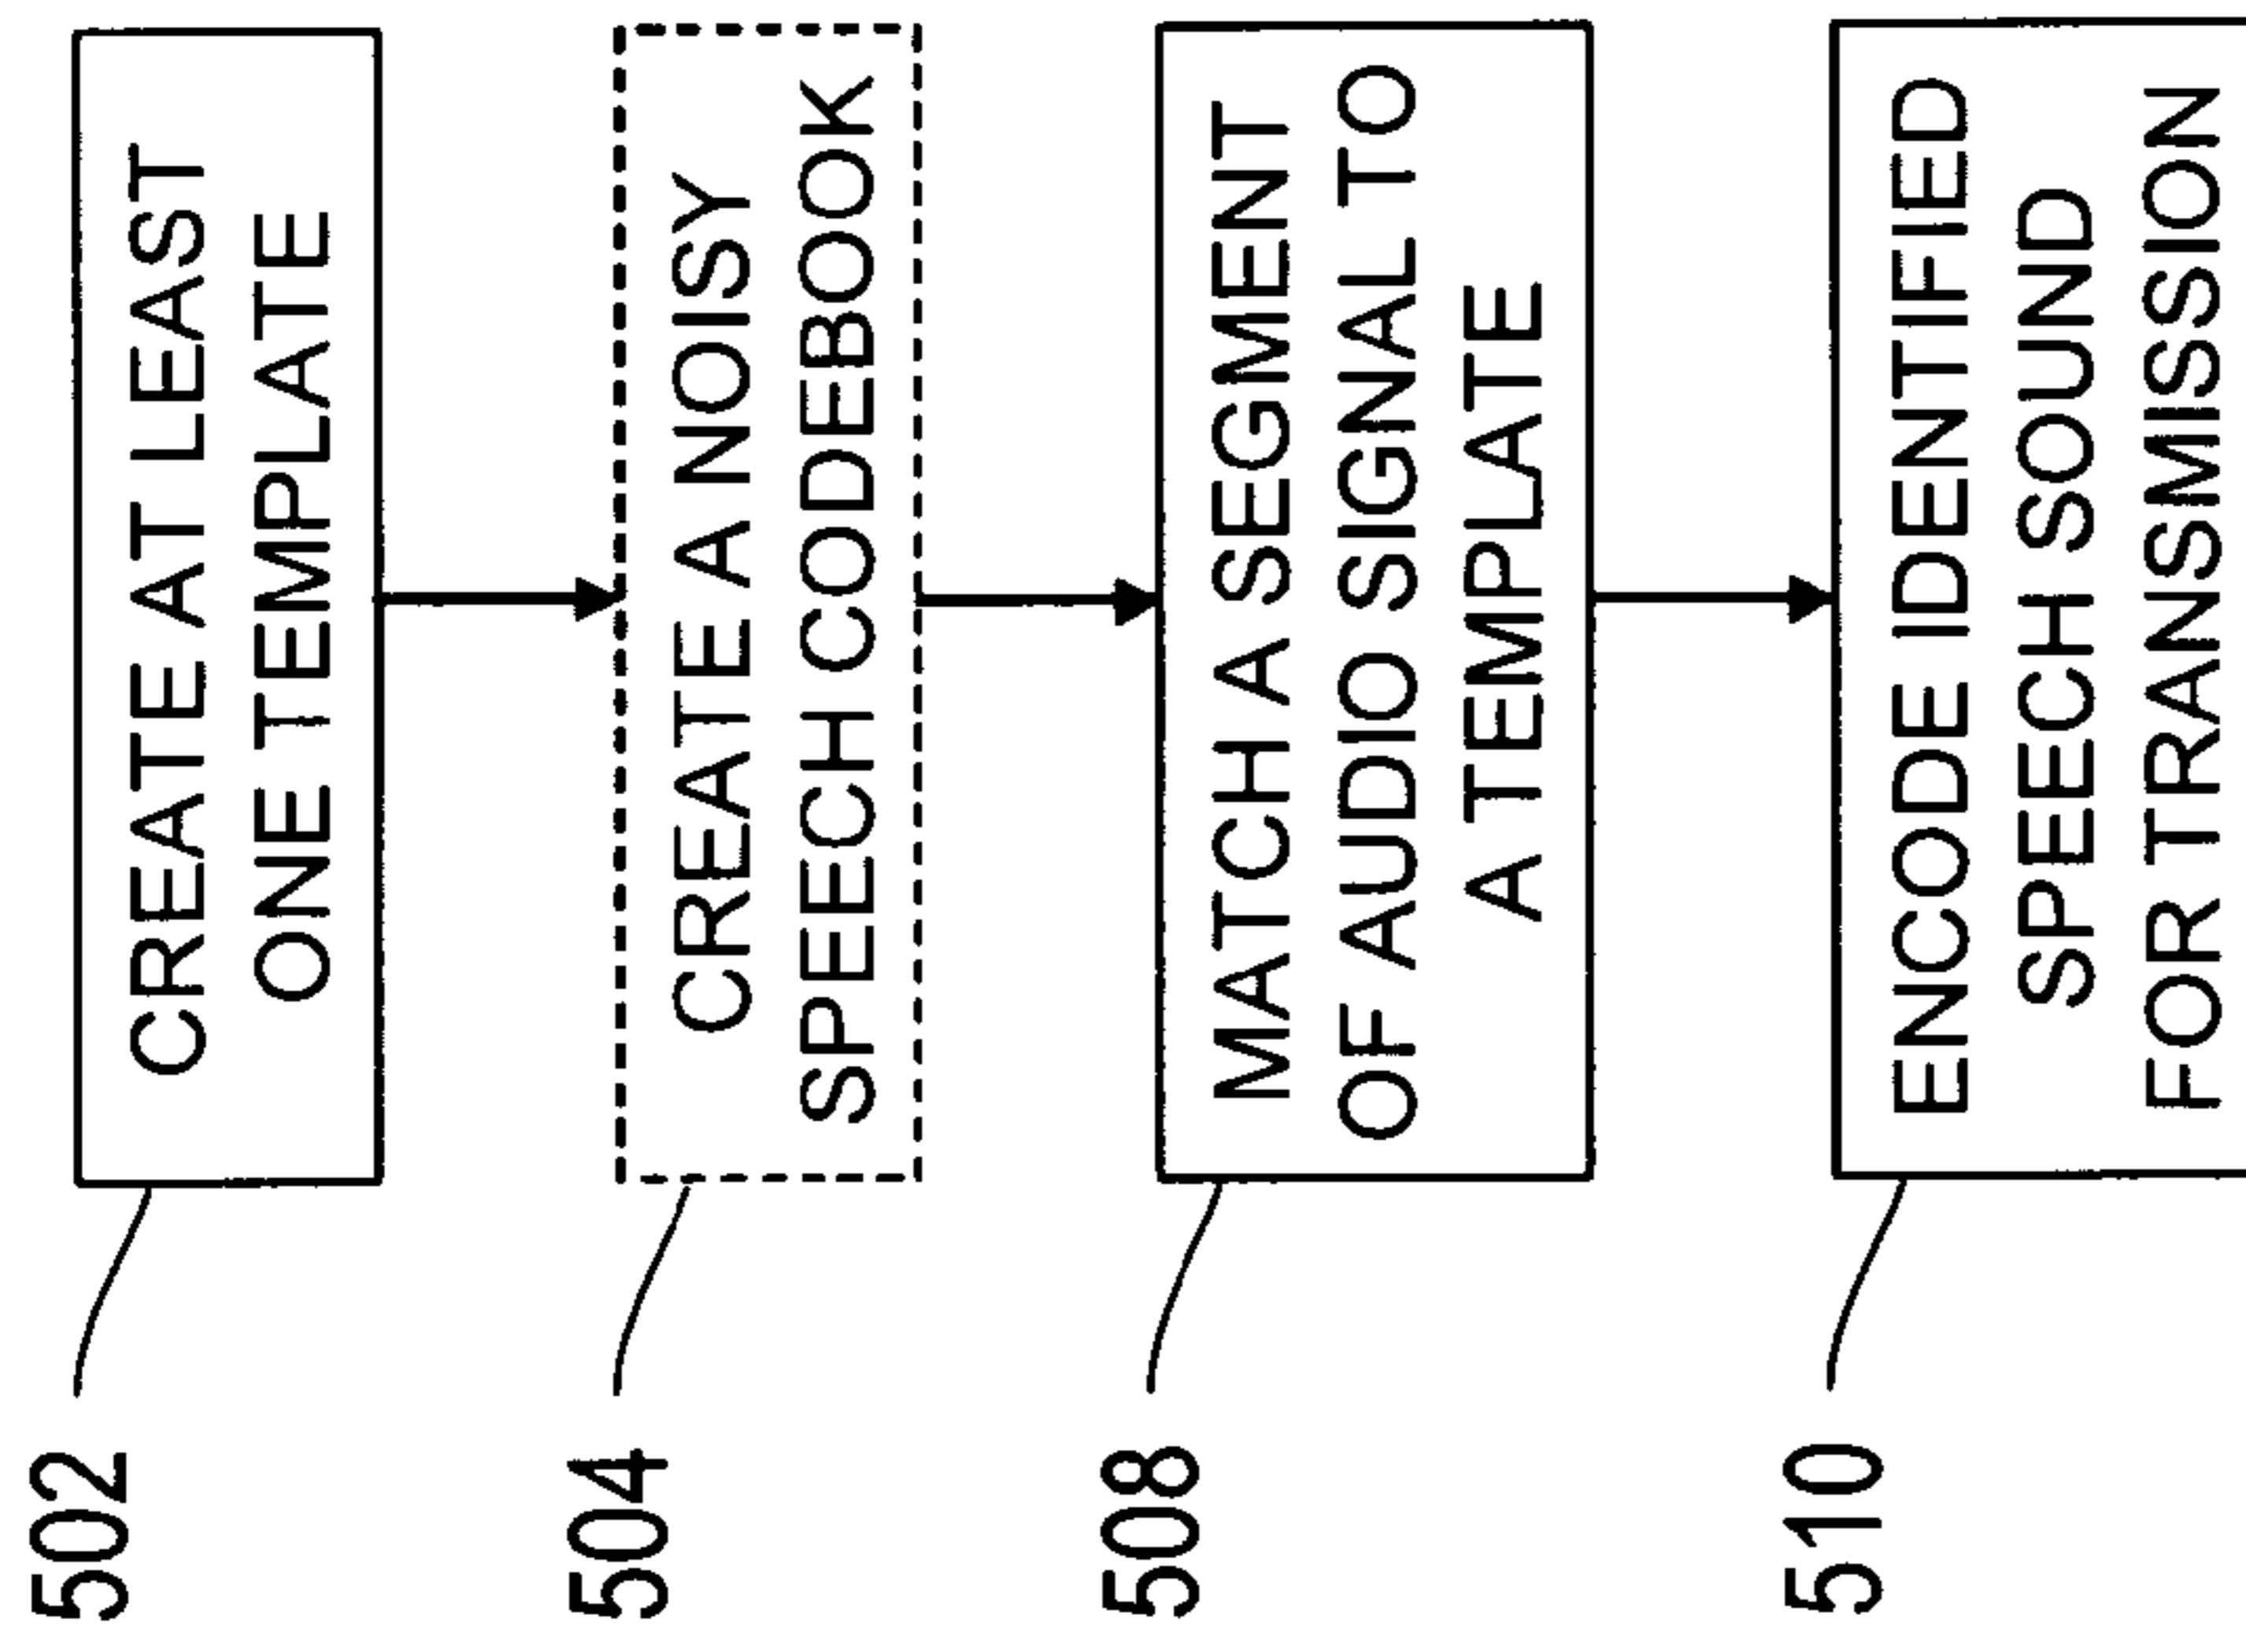 502
CREATE AT LEAST
ONE TEMPLATE
504
CREATE A NOISY
SPEECH CODEBOOK
508
MATCH A SEGMENT
OF AUDIO SIGNAL TO
A TEMPLATE
510
ENCODE IDENTIFIED
SPEECH SOUND
FOR TRANSMISSION